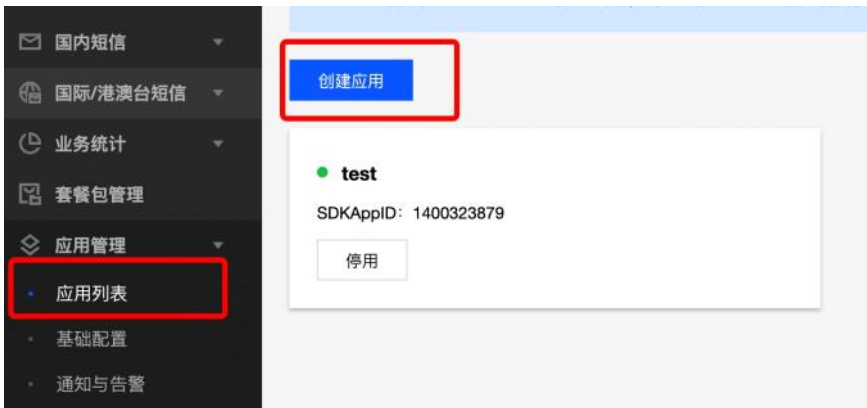 国内短信
国际/港澳台短信
业务统计
套餐包管理
应用管理
应用列表
基础配置
通知与告警
创建应用
test
SDKAppID: 1400323879
停用